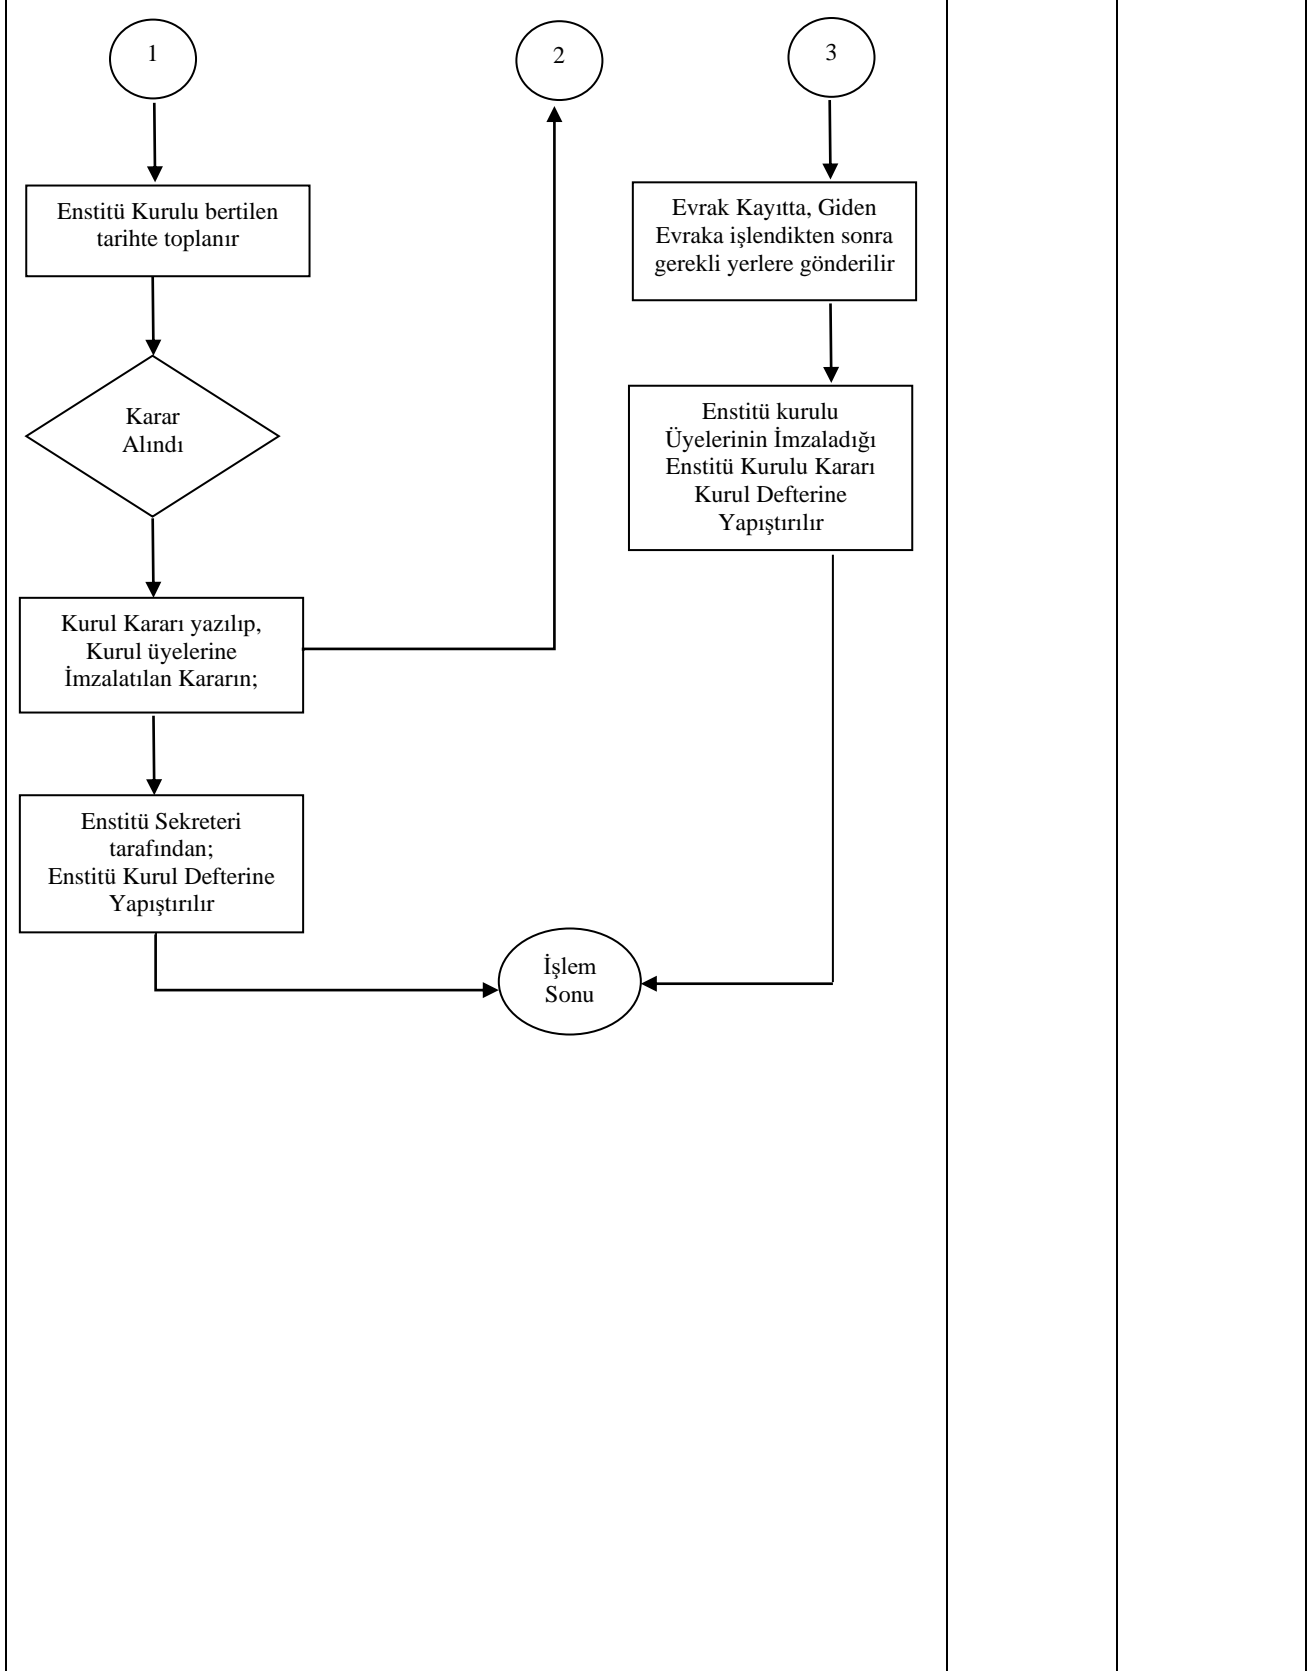 1
2
3
Enstitü Kurulu bertilen
tarihte toplanır
Karar
Alındı
Kurul Kararı yazılıp,
Kurul üyelerine
İmzalatılan Kararın;
Enstitü Sekreteri
tarafından;
Enstitü Kurul Defterine
Yapıştırılır
Evrak Kayıtta, Giden
Evraka işlendikten sonra
gerekli yerlere gönderilir
Enstitü kurulu
Üyelerinin İmzaladığı
Enstitü Kurulu Kararı
Kurul Defterine
Yapıştırılır
İşlem
Sonu